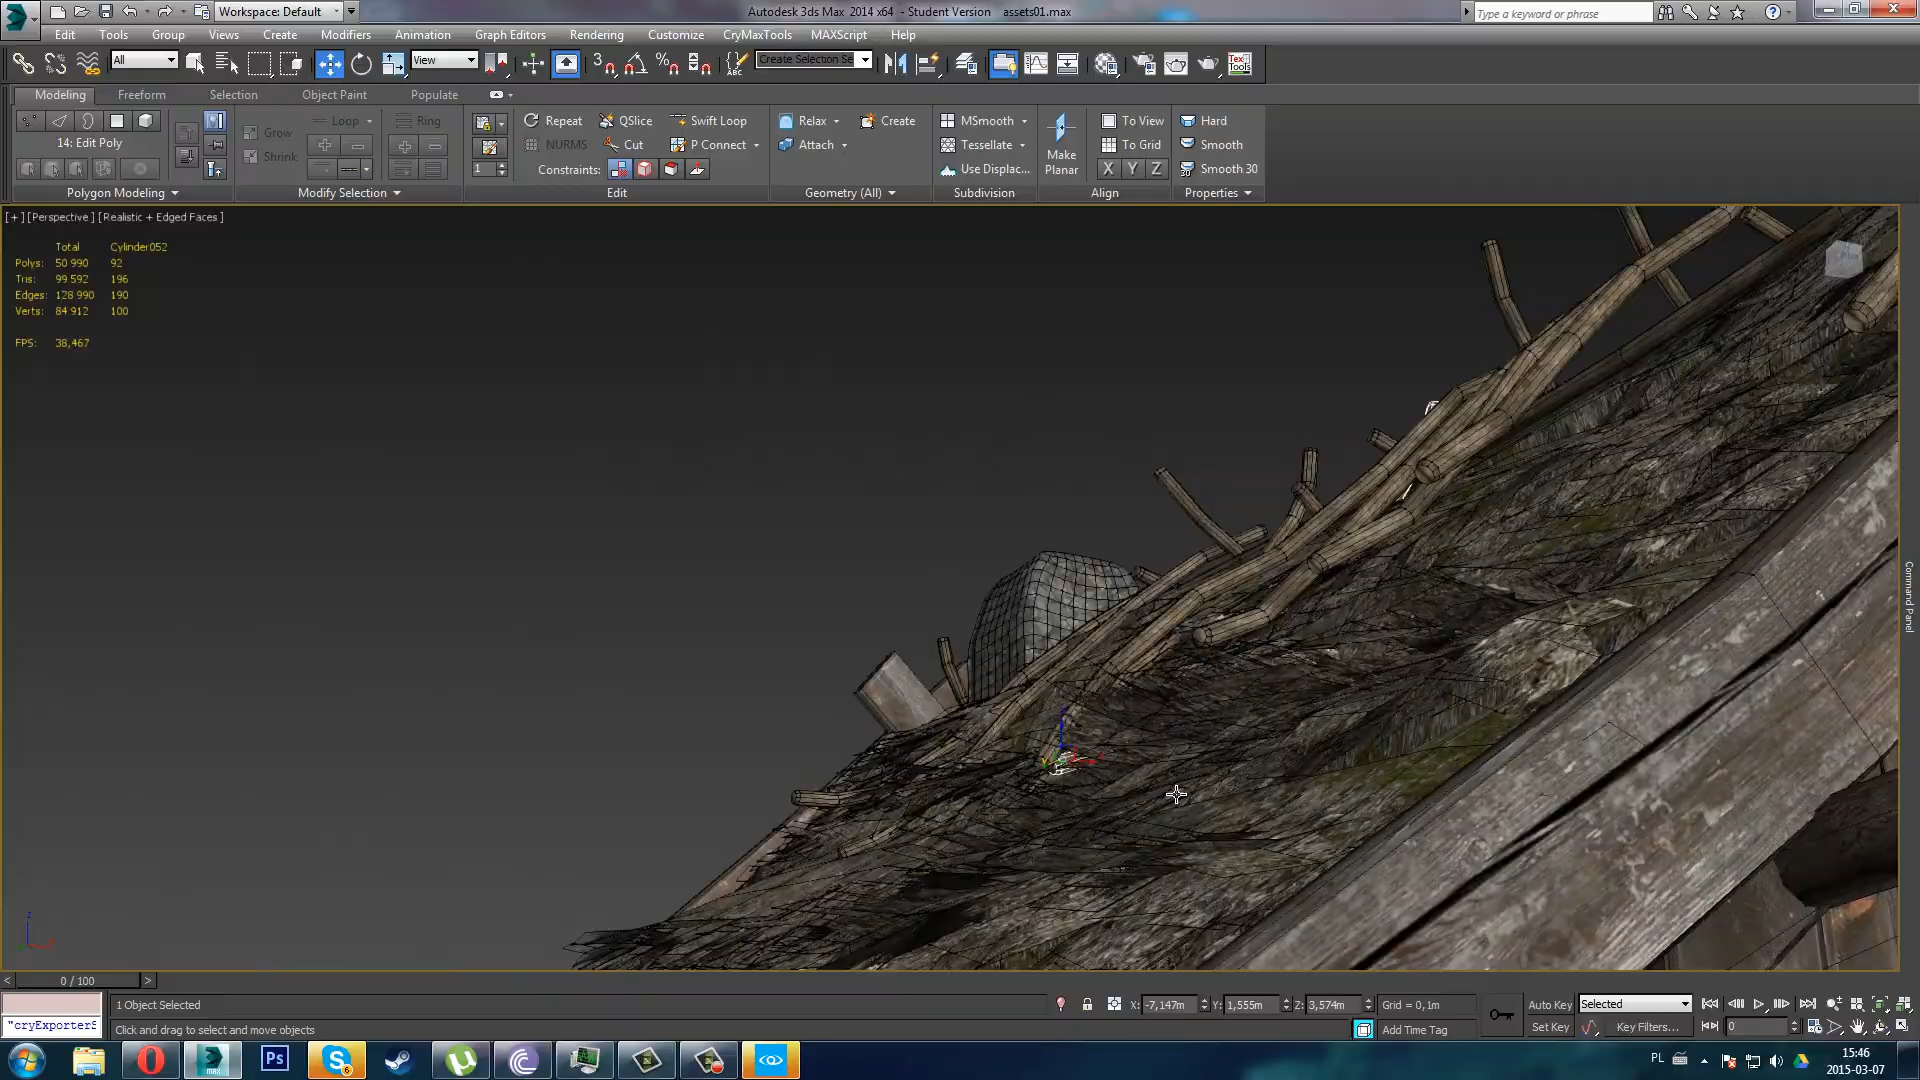 Workspace: Default
Autodesk 3ds Max 2014 x64 - Student Version assets01.max
Type a keyword or phrase
Edit Tools Group Views Create Modifiers Animation Graph Editors Rendering Customize CryMaxTools MAXScript Help
All
View
Create Selection Se
Modeling Freeform Selection Object Paint Populate
14: Edit Poly
Polygon Modeling
Grow
Shrink
Loop
Ring
Modify Selection
Repeat QSlice Swift Loop
NURMS Cut P Connect
1
Constraints:
Edit
Relax Create
Attach
Geometry (All)
MSmooth
Tessellate
Use Displac...
Subdivision
Make
Planar
To View
To Grid
X Y Z
Align
Hard
Smooth
Smooth 30
Properties
[+] [Perspective] [Realistic + Edged Faces]
Total Cylinder052
Polys: 50 990 92
Tris: 99 592 196
Edges: 128 990 190
Verts: 84 912 100
FPS: 38,467
Command Panel
0 / 100
1 Object Selected
X: -7,147m Y: 1,555m Z: 3,574m Grid = 0,1m
Auto Key Selected
"cryExporterS
Click and drag to select and move objects
Add Time Tag
Set Key Key Filters... 0
PL
15:46
2015-03-07